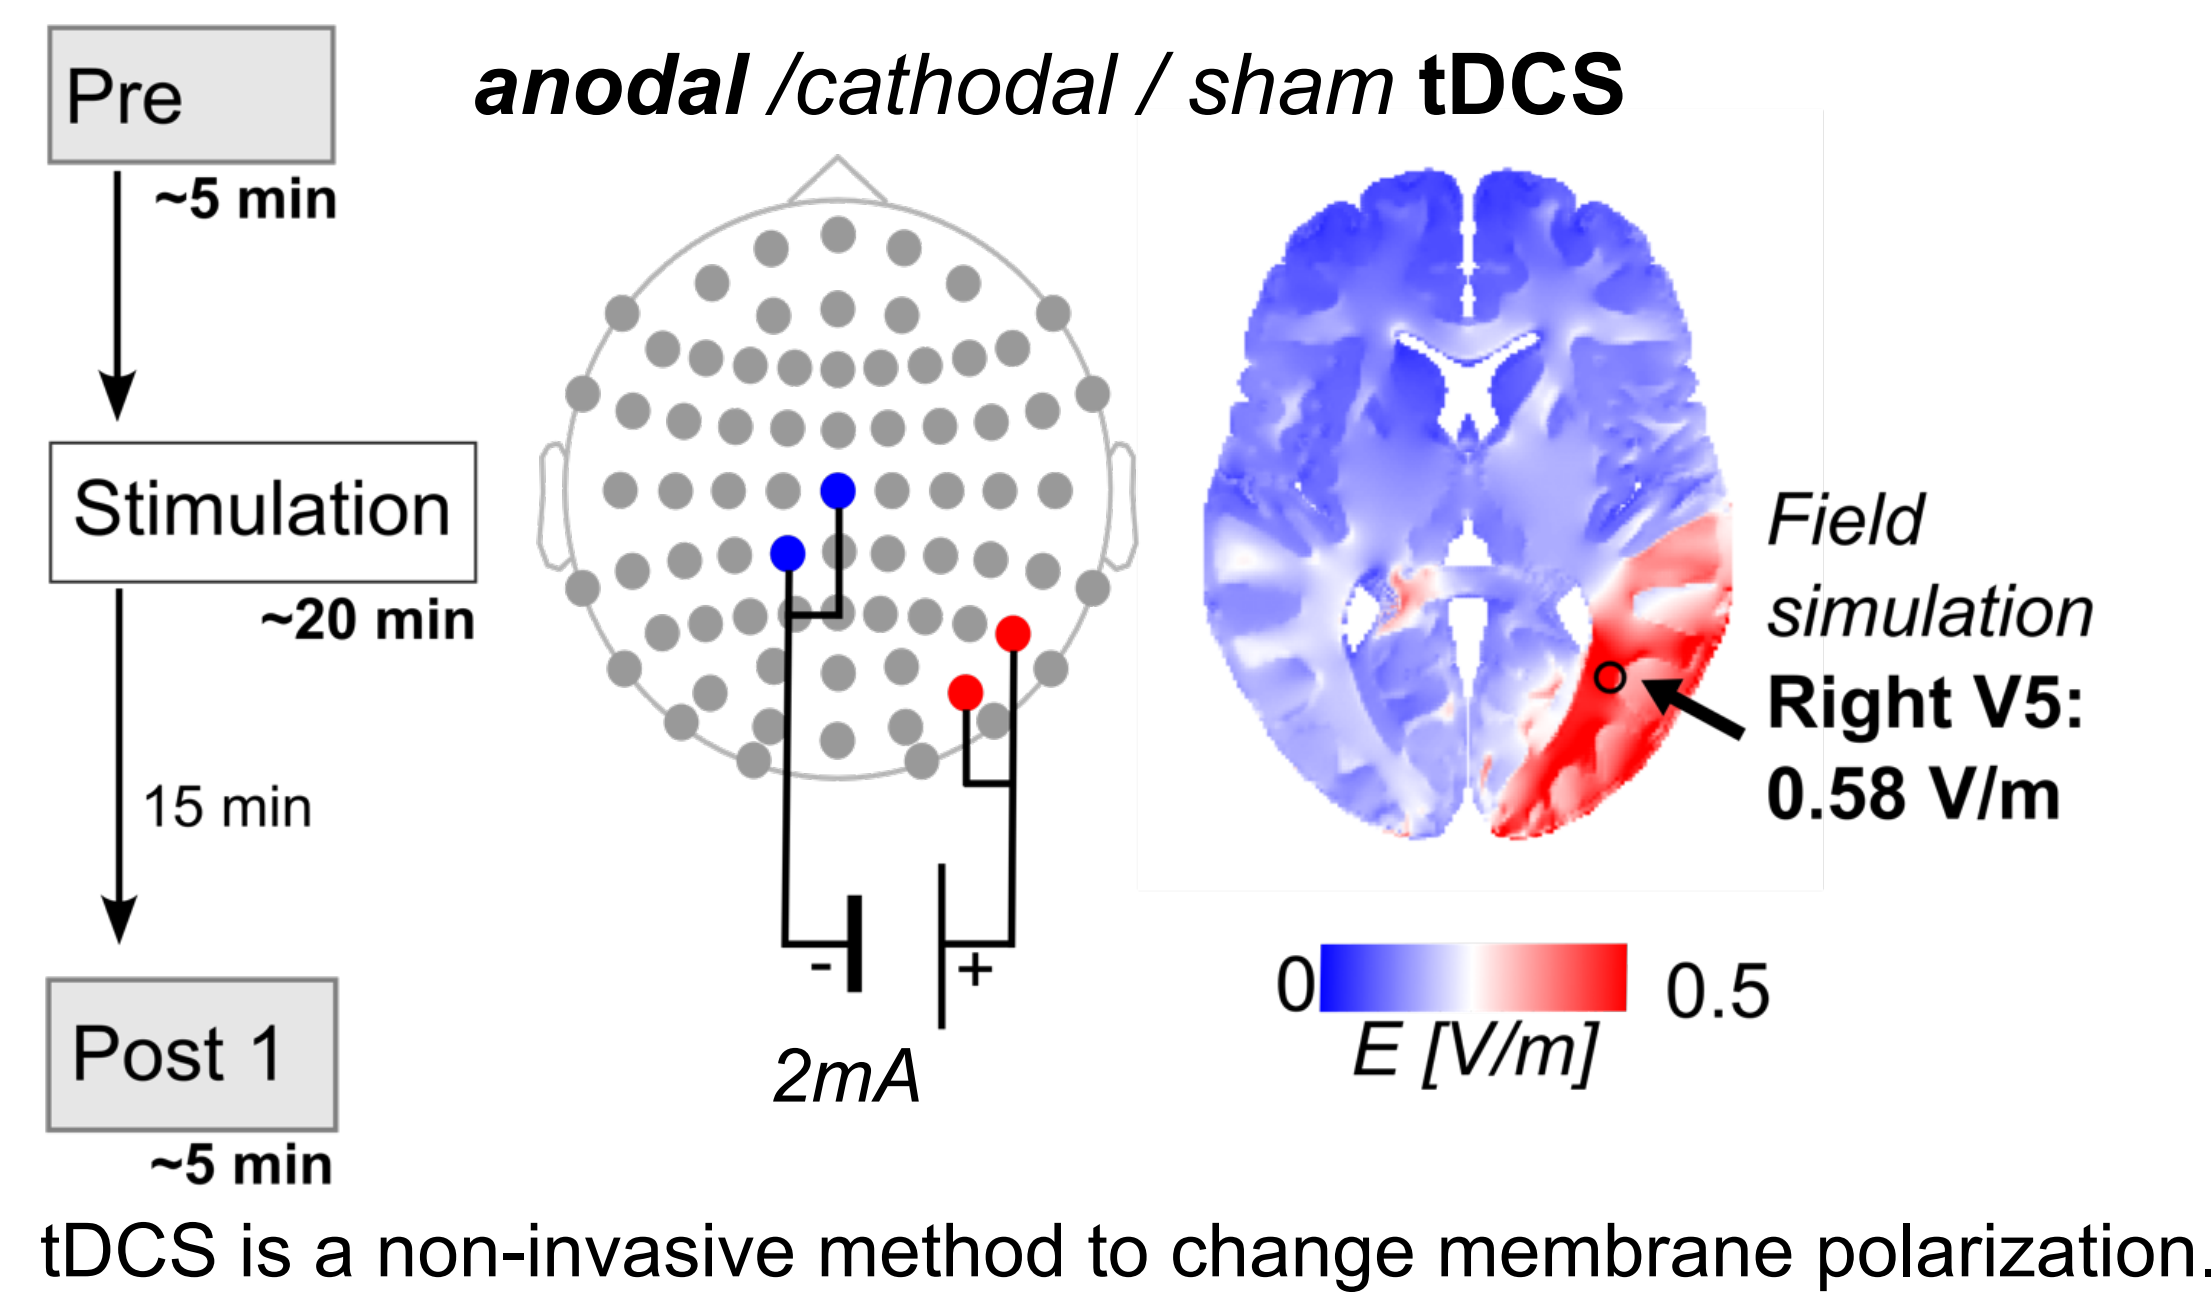 Pre
~5 min
Stimulation
~20 min
15 min
Post 1
~5 min
anodal /cathodal / sham tDCS
-
+
2mA
Field
simulation
Right V5:
0.58 V/m
0
0.5
E [V/m]
tDCS is a non-invasive method to change membrane polarization.